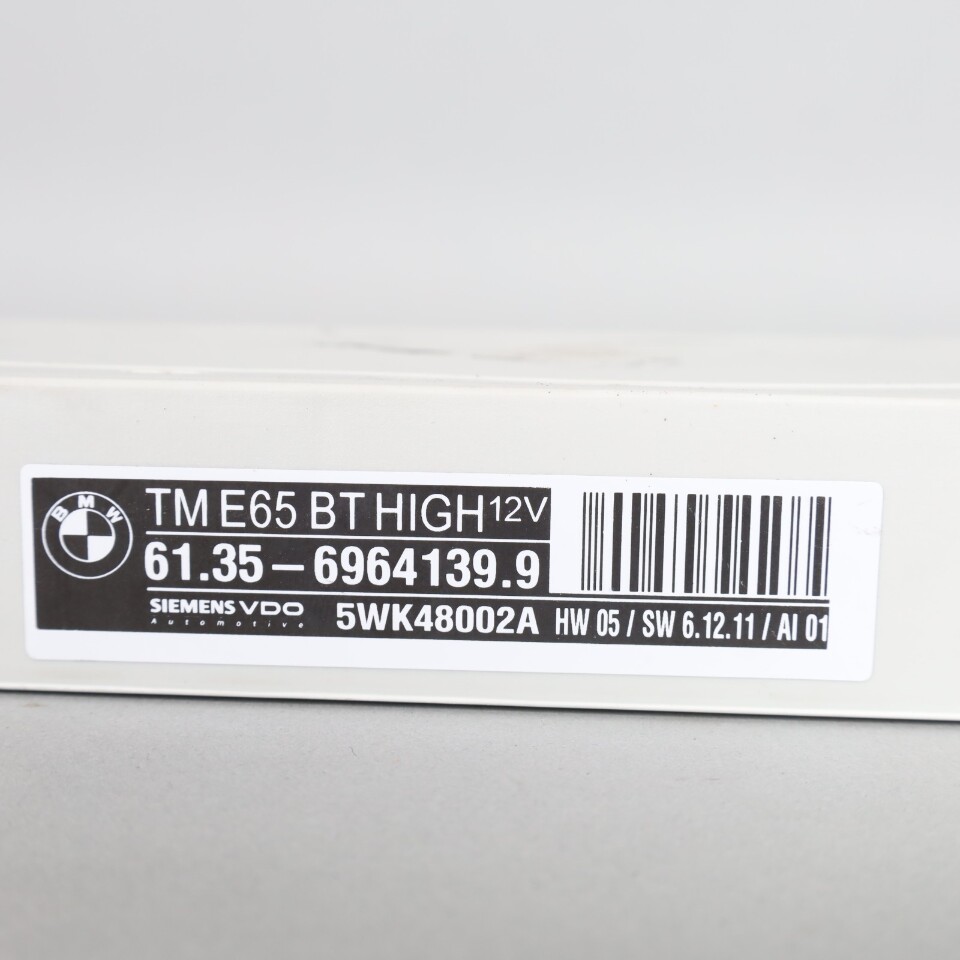 BMW
TM E65 BT HIGH 12V
61.35 – 6964139.9
SIEMENS VDO
Automotive
5WK48002A HW 05 / SW 6.12.11 / AI 01